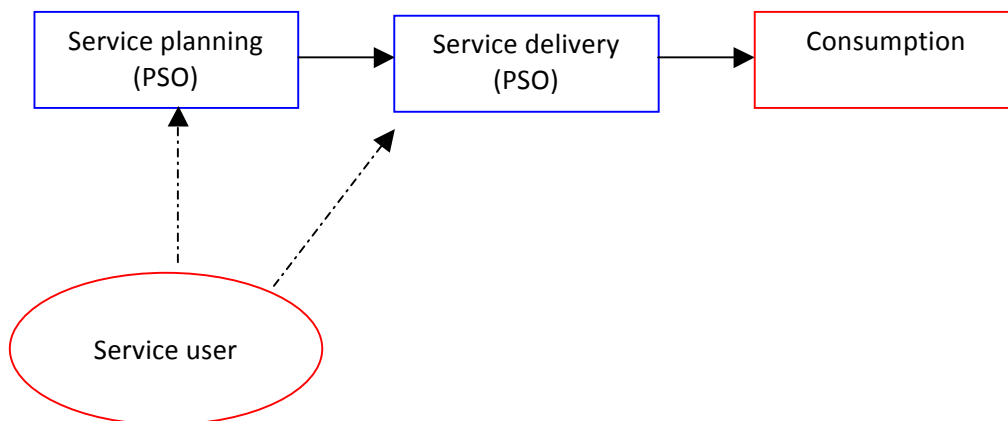 Service planning
(PSO)
Service delivery
(PSO)
Consumption
Service user